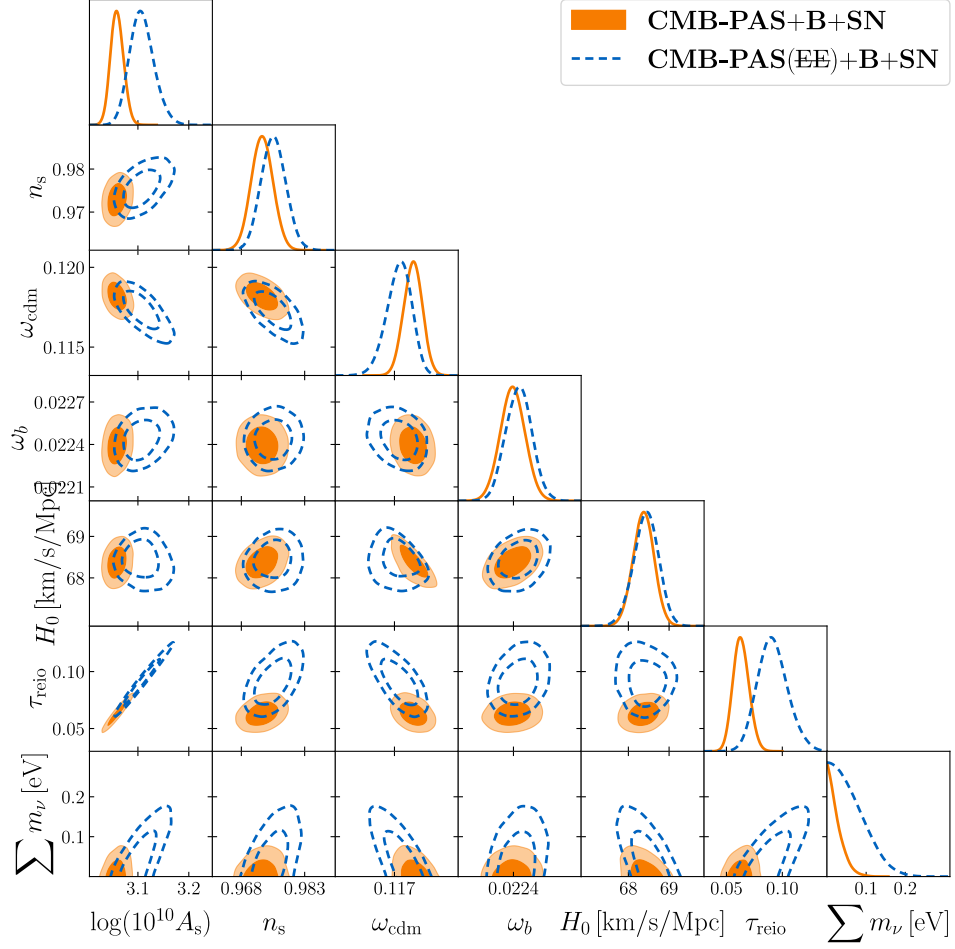 CMB-PAS+B+SN
CMB-PAS(E̶E̶)+B+SN
0.98
0.97
n_s
0.120
0.115
ω_cdm
0.0227
0.0224
0.0221
ω_b
69
68
H_0 [km/s/Mpc]
0.10
0.05
τ_reio
0.2
0.1
∑ m_ν [eV]
3.1 3.2 0.968 0.983 0.117 0.0224 68 69 0.05 0.10 0.1 0.2
log(10^{10} A_s) n_s ω_cdm ω_b H_0 [km/s/Mpc] τ_reio ∑ m_ν [eV]